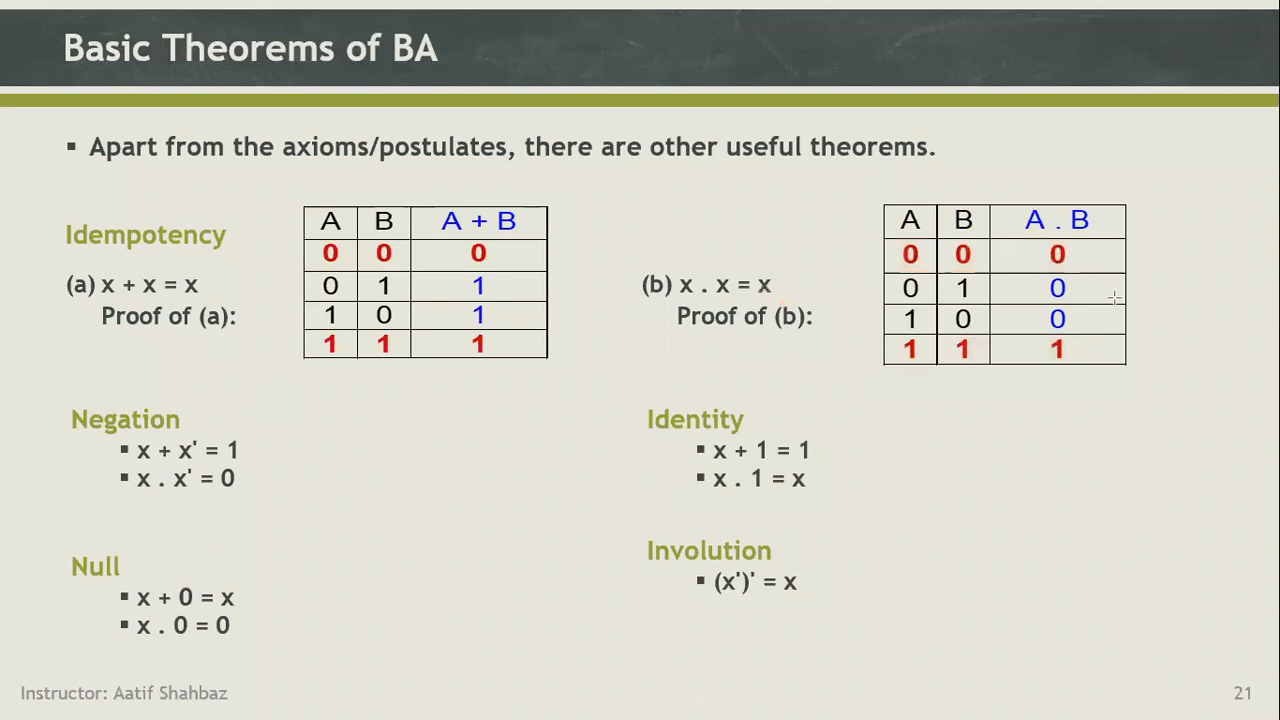 Basic Theorems of BA
▪ Apart from the axioms/postulates, there are other useful theorems.
Idempotency
(a) x + x = x
Proof of (a):
A B A + B
0 0 0
0 1 1
1 0 1
1 1 1
(b) x . x = x
Proof of (b):
A B A . B
0 0 0
0 1 0
1 0 0
1 1 1
Negation
▪ x + x' = 1
▪ x . x' = 0
Identity
▪ x + 1 = 1
▪ x . 1 = x
Null
▪ x + 0 = x
▪ x . 0 = 0
Involution
▪ (x')' = x
Instructor: Aatif Shahbaz
21